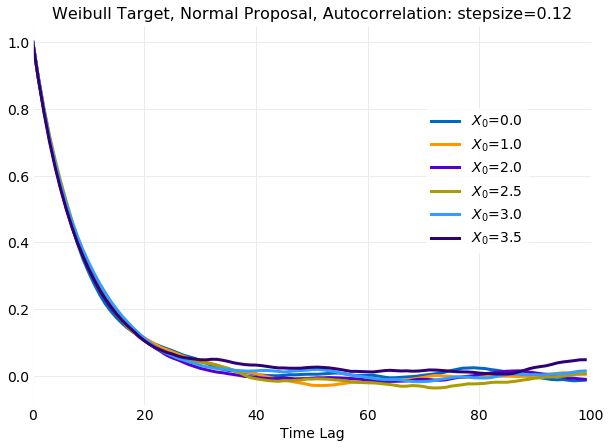 Weibull Target, Normal Proposal, Autocorrelation: stepsize=0.12
1.0
0.8
0.6
0.4
0.2
0.0
X₀=0.0
X₀=1.0
X₀=2.0
X₀=2.5
X₀=3.0
X₀=3.5
0 20 40 60 80 100
Time Lag